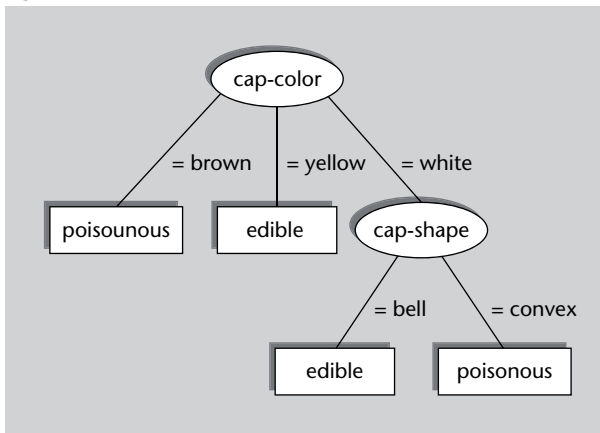 cap-color
= brown = yellow = white
poisounous edible cap-shape
= bell = convex
edible poisonous